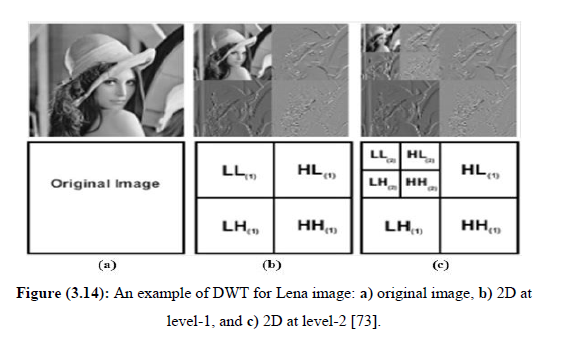 Original Image
LL(1) HL(1)
LH(1) HH(1)
LL(2) HL(2)
LH(2) HH(2)
HL(1)
LH(1) HH(1)
(a) (b) (c)
Figure (3.14): An example of DWT for Lena image: a) original image, b) 2D at
level-1, and c) 2D at level-2 [73].